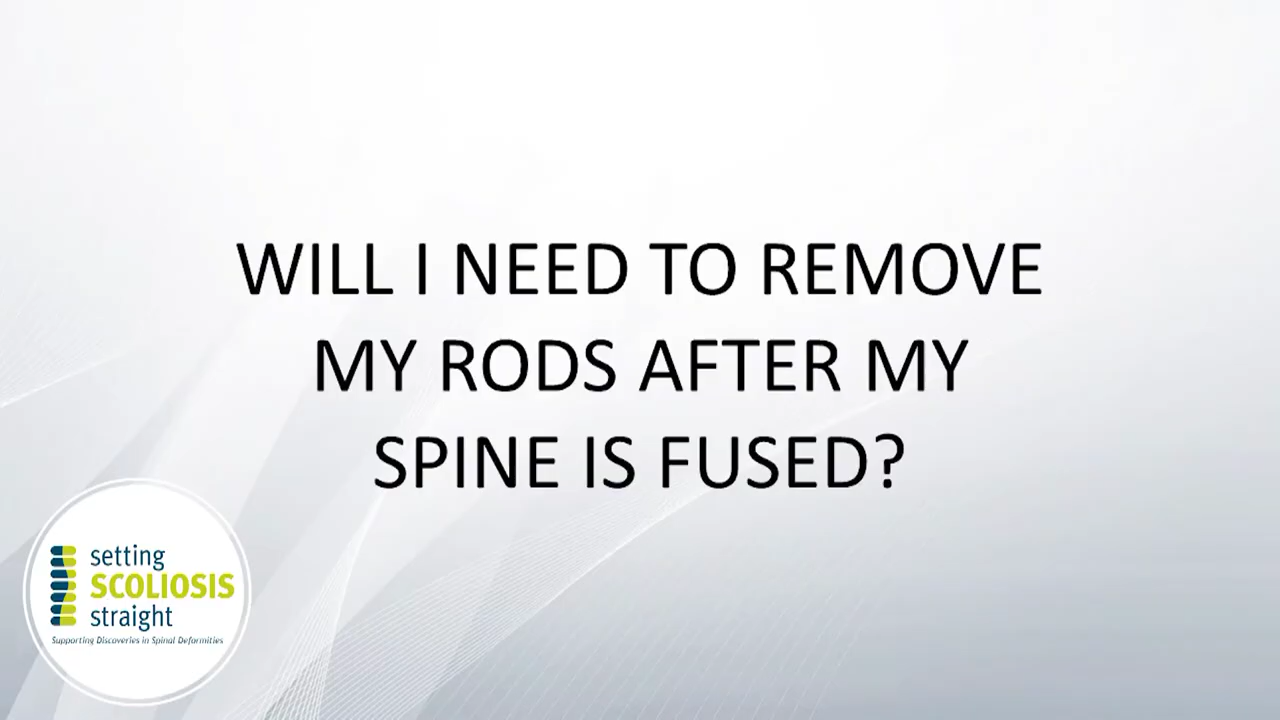 WILL I NEED TO REMOVE
MY RODS AFTER MY
SPINE IS FUSED?
setting
SCOLIOSIS
straight
Supporting Discoveries in Spinal Deformities